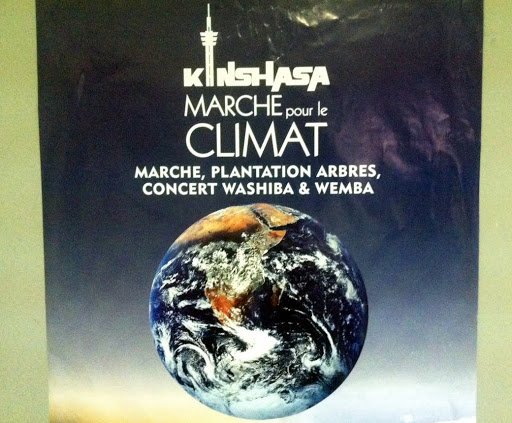 KINSHASA
MARCHE pour le
CLIMAT
MARCHE, PLANTATION ARBRES,
CONCERT WASHIBA & WEMBA